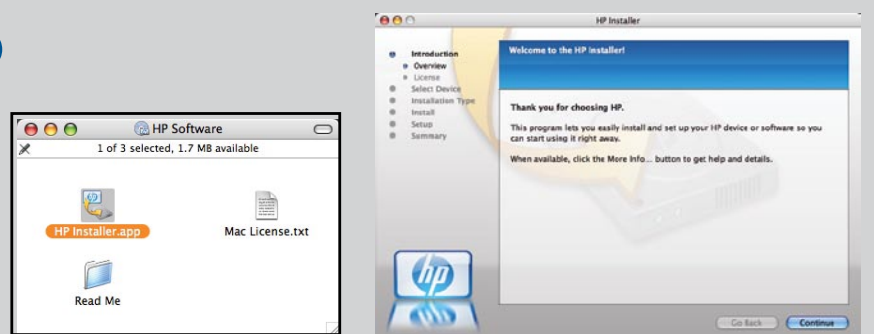 HP Software
1 of 3 selected, 1.7 MB available
HP Installer.app
Mac License.txt
Read Me
HP Installer
Introduction
Overview
License
Select Device
Installation Type
Install
Setup
Summary
Welcome to the HP Installer!
Thank you for choosing HP.
This program lets you easily install and set up your HP device or software so you
can start using it right away.
When available, click the More Info... button to get help and details.
hp
Go Back
Continue